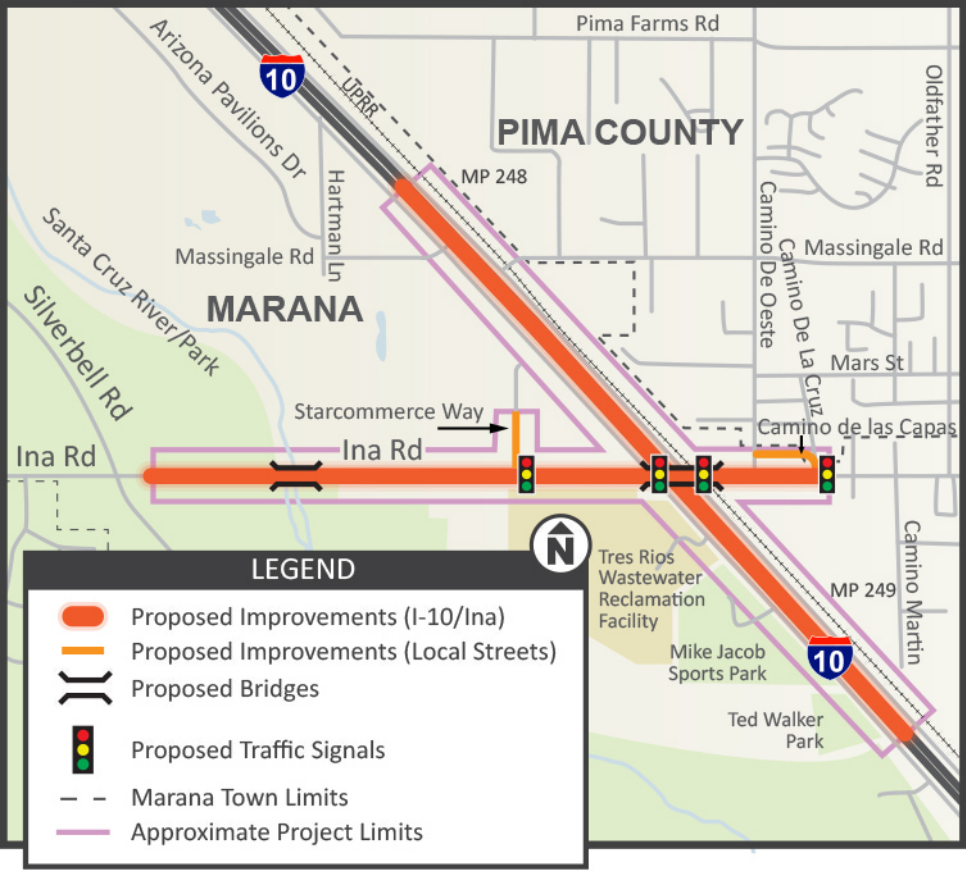 Pima Farms Rd
Arizona Pavilions Dr
10
UPRR
PIMA COUNTY
Oldfather Rd
MP 248
Hartman Ln
Camino De Oeste
Camino De La Cruz
Massingale Rd
Massingale Rd
Santa Cruz River/Park
MARANA
Silverbell Rd
Mars St
Starcommerce Way
Camino de las Capas
Ina Rd
Ina Rd
N
Camino Martin
Tres Rios
Wastewater
Reclamation
Facility
MP 249
Mike Jacob
Sports Park
10
Ted Walker
Park
LEGEND
Proposed Improvements (I-10/Ina)
Proposed Improvements (Local Streets)
Proposed Bridges
Proposed Traffic Signals
Marana Town Limits
Approximate Project Limits